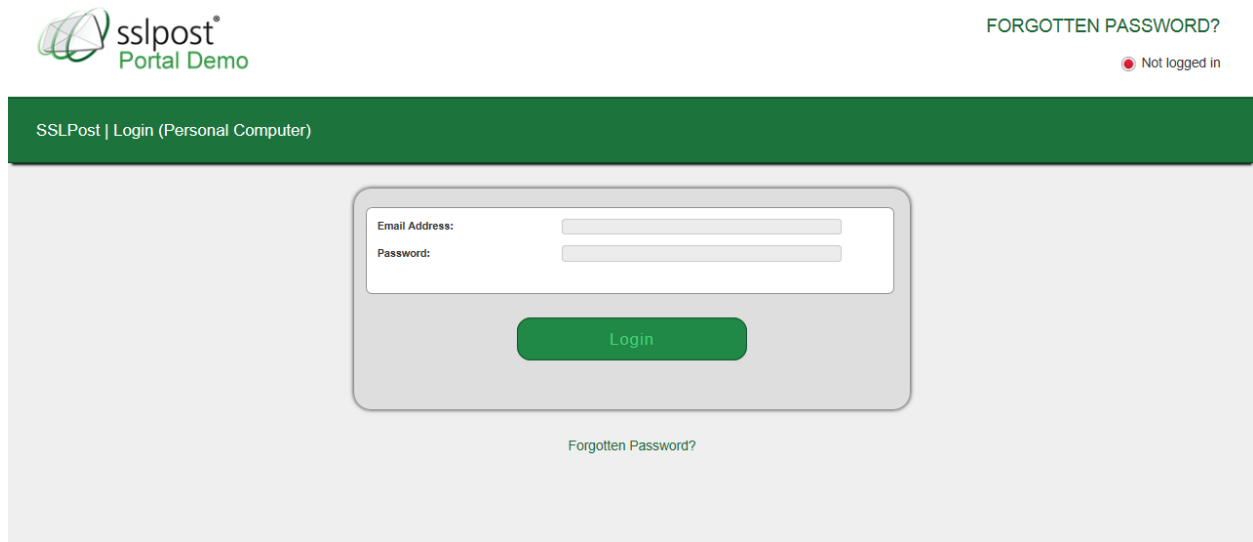 sslpost®
Portal Demo
FORGOTTEN PASSWORD?
Not logged in
SSLPost | Login (Personal Computer)
Email Address:
Password:
Login
Forgotten Password?